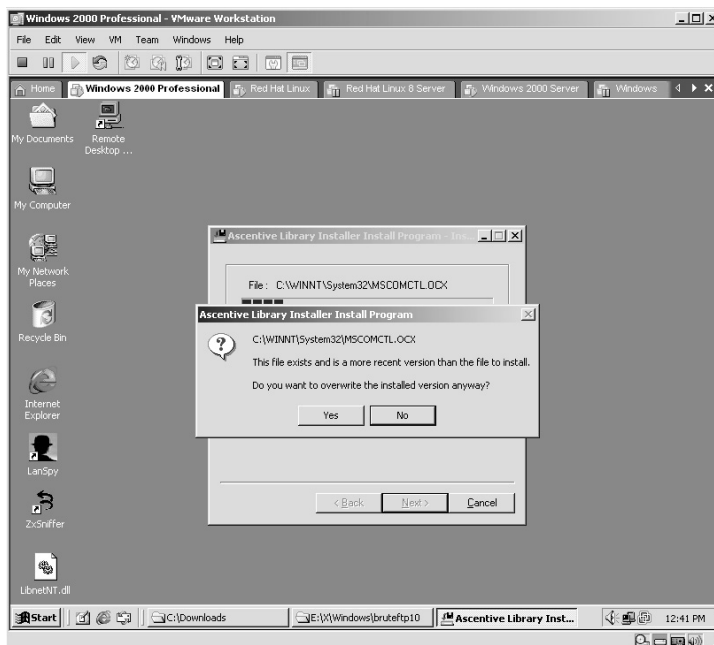 Windows 2000 Professional - VMware Workstation
File Edit View VM Team Windows Help
Home Windows 2000 Professional Red Hat Linux Red Hat Linux 8 Server Windows 2000 Server Windows
My Documents
Remote
Desktop ...
My Computer
My Network
Places
Recycle Bin
Internet
Explorer
LanSpy
ZxSniffer
LibnetNT.dll
Ascentive Library Installer Install Program - Ins...
File : C:\WINNT\System32\MSCOMCTL.OCX
Ascentive Library Installer Install Program
C:\WINNT\System32\MSCOMCTL.OCX
This file exists and is a more recent version than the file to install.
Do you want to overwrite the installed version anyway?
Yes No
< Back Next > Cancel
Start C:\Downloads E:\X\Windows\bruteftp10 Ascentive Library Inst... 12:41 PM